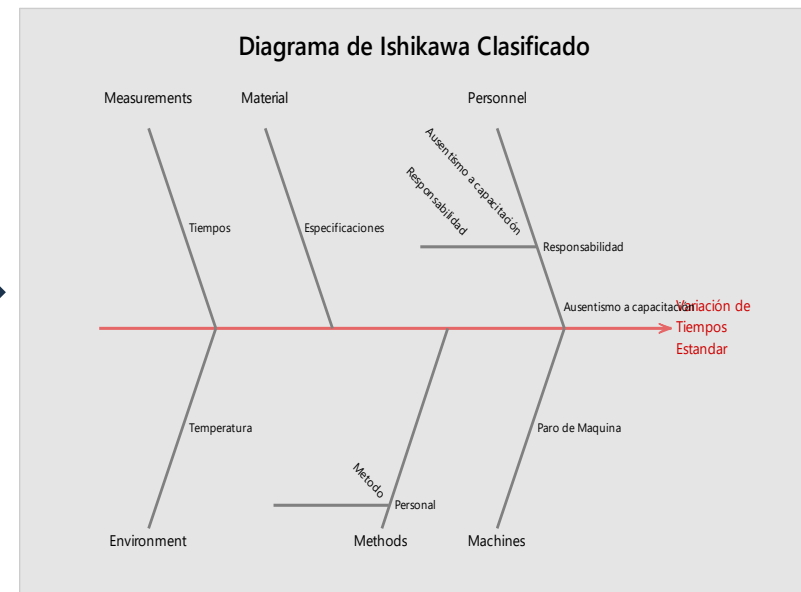 Diagrama de Ishikawa Clasificado
Measurements
Material
Personnel
Ausentismo a capacitación
Responsabilidad
Tiempos
Especificaciones
Responsabilidad
Ausentismo a capacitación
Variación de
Tiempos
Estandar
Temperatura
Paro de Maquina
Metodo
Personal
Environment
Methods
Machines